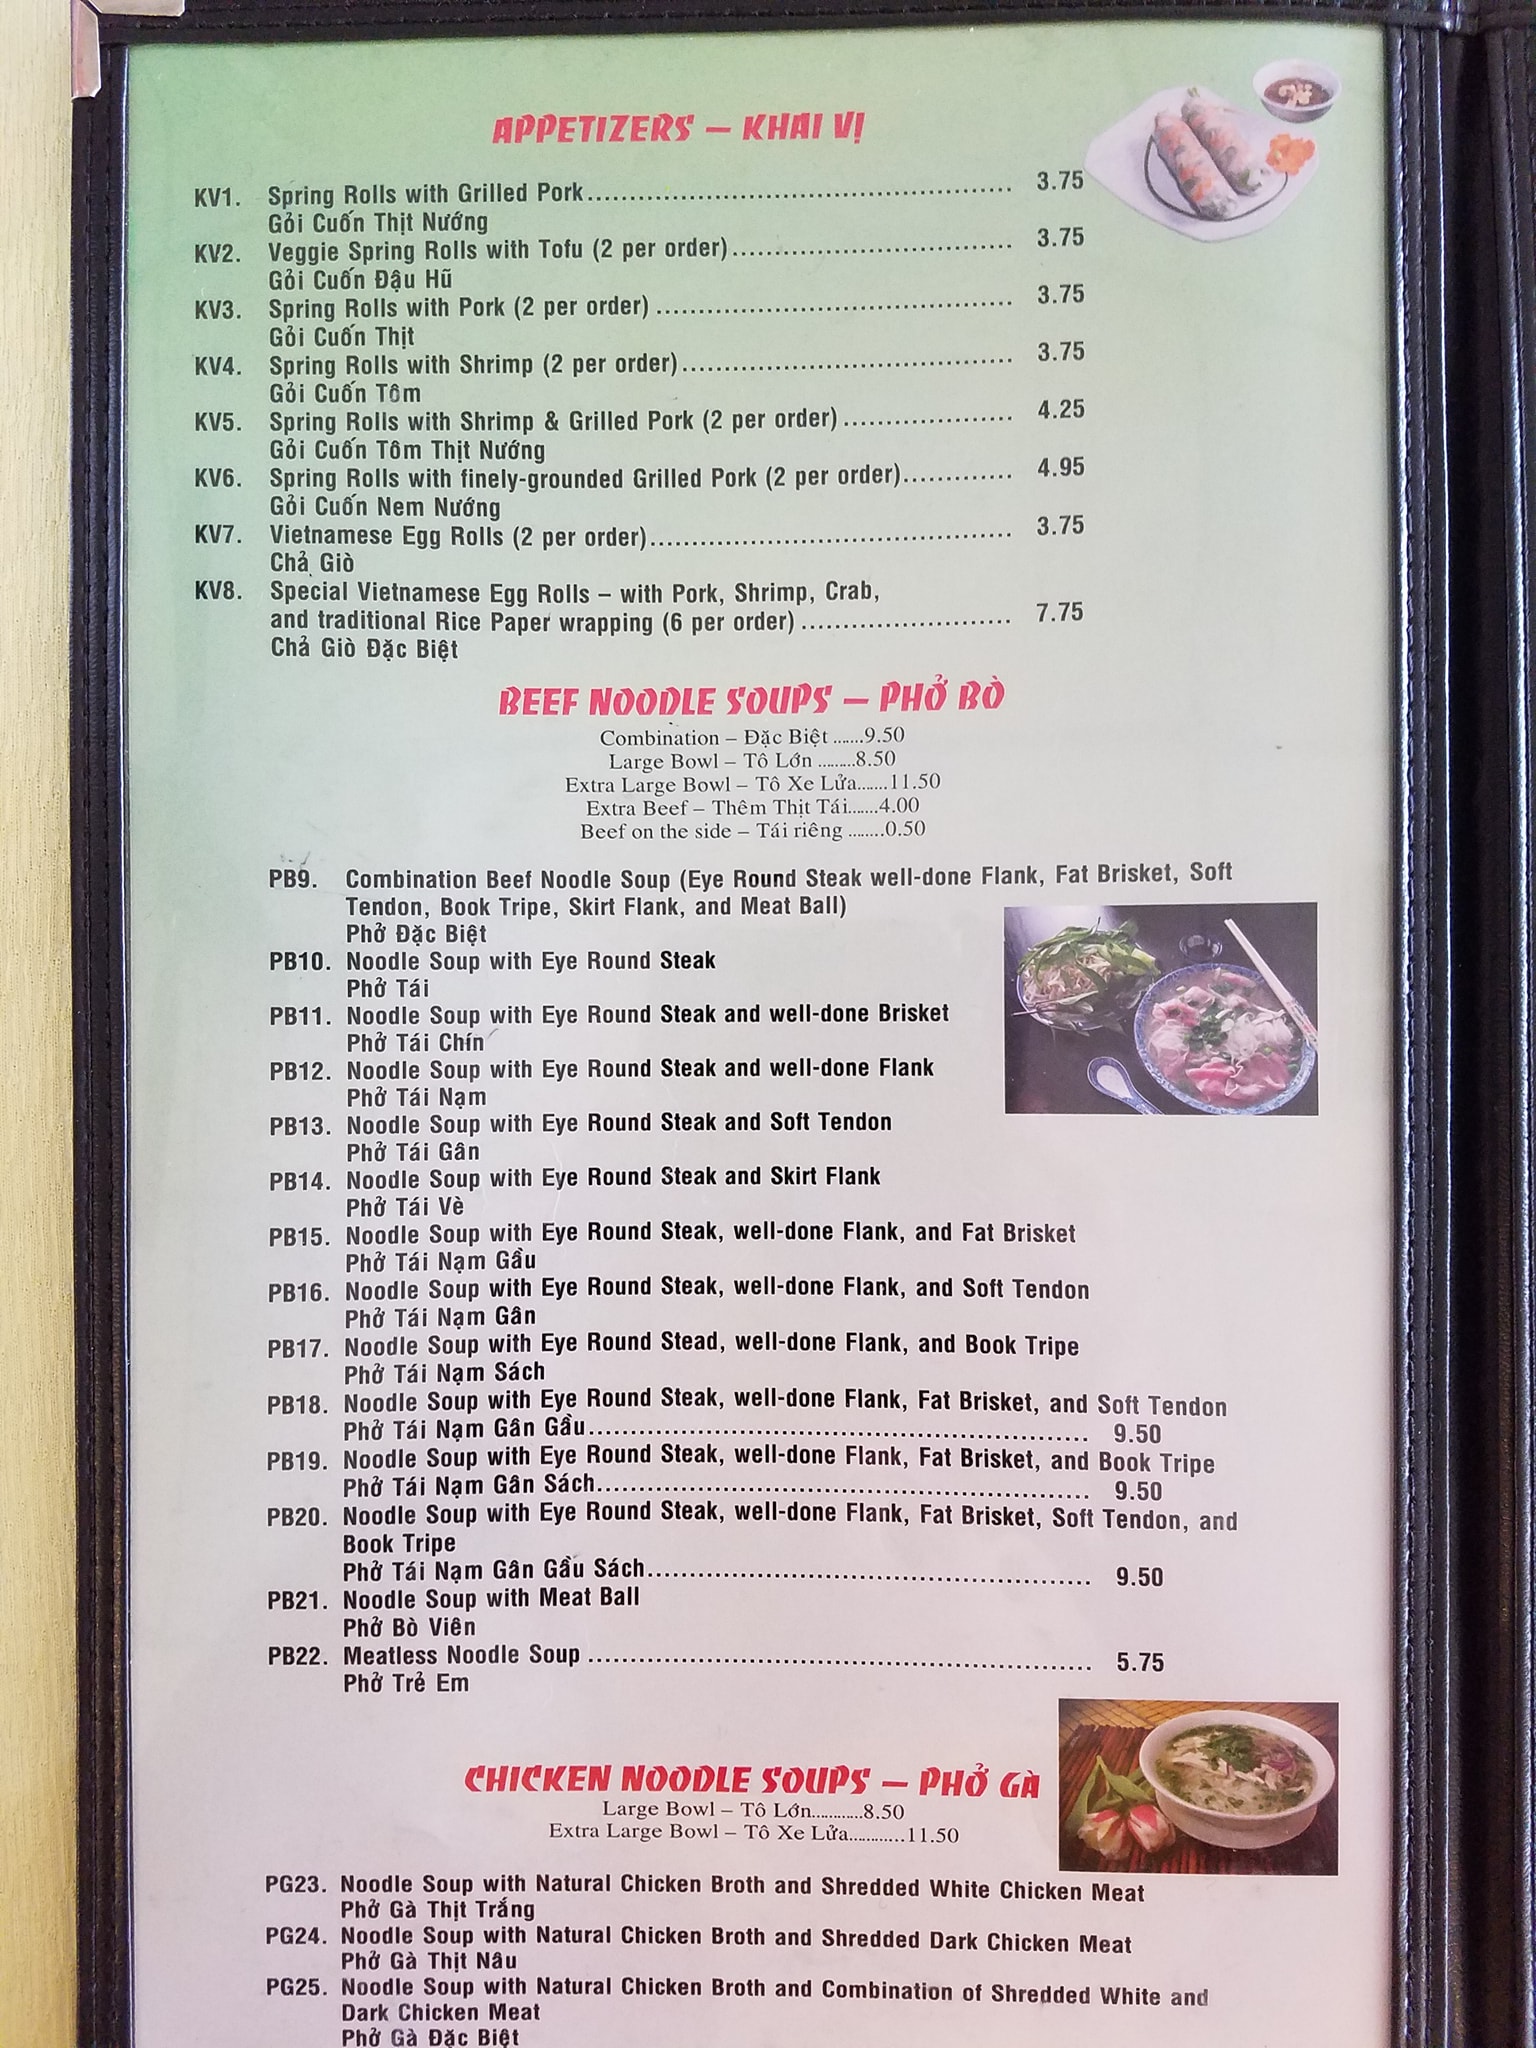 APPETIZERS – KHAI VỊ
KV1. Spring Rolls with Grilled Pork........................................ 3.75
Gỏi Cuốn Thịt Nướng
KV2. Veggie Spring Rolls with Tofu (2 per order)........................... 3.75
Gỏi Cuốn Đậu Hũ
KV3. Spring Rolls with Pork (2 per order) ................................. 3.75
Gỏi Cuốn Thịt
KV4. Spring Rolls with Shrimp (2 per order)................................ 3.75
Gỏi Cuốn Tôm
KV5. Spring Rolls with Shrimp & Grilled Pork (2 per order) .................... 4.25
Gỏi Cuốn Tôm Thịt Nướng
KV6. Spring Rolls with finely-grounded Grilled Pork (2 per order)............. 4.95
Gỏi Cuốn Nem Nướng
KV7. Vietnamese Egg Rolls (2 per order)................................... 3.75
Chả Giò
KV8. Special Vietnamese Egg Rolls – with Pork, Shrimp, Crab,
and traditional Rice Paper wrapping (6 per order) ......................... 7.75
Chả Giò Đặc Biệt
BEEF NOODLE SOUPS – PHỞ BÒ
Combination – Đặc Biệt .......9.50
Large Bowl – Tô Lớn .........8.50
Extra Large Bowl – Tô Xe Lửa.......11.50
Extra Beef – Thêm Thịt Tái.......4.00
Beef on the side – Tái riêng ........0.50
PB9. Combination Beef Noodle Soup (Eye Round Steak well-done Flank, Fat Brisket, Soft
Tendon, Book Tripe, Skirt Flank, and Meat Ball)
Phở Đặc Biệt
PB10. Noodle Soup with Eye Round Steak
Phở Tái
PB11. Noodle Soup with Eye Round Steak and well-done Brisket
Phở Tái Chín
PB12. Noodle Soup with Eye Round Steak and well-done Flank
Phở Tái Nạm
PB13. Noodle Soup with Eye Round Steak and Soft Tendon
Phở Tái Gân
PB14. Noodle Soup with Eye Round Steak and Skirt Flank
Phở Tái Vè
PB15. Noodle Soup with Eye Round Steak, well-done Flank, and Fat Brisket
Phở Tái Nạm Gầu
PB16. Noodle Soup with Eye Round Steak, well-done Flank, and Soft Tendon
Phở Tái Nạm Gân
PB17. Noodle Soup with Eye Round Stead, well-done Flank, and Book Tripe
Phở Tái Nạm Sách
PB18. Noodle Soup with Eye Round Steak, well-done Flank, Fat Brisket, and Soft Tendon
Phở Tái Nạm Gân Gầu............................................................ 9.50
PB19. Noodle Soup with Eye Round Steak, well-done Flank, Fat Brisket, and Book Tripe
Phở Tái Nạm Gân Sách........................................................... 9.50
PB20. Noodle Soup with Eye Round Steak, well-done Flank, Fat Brisket, Soft Tendon, and
Book Tripe
Phở Tái Nạm Gân Gầu Sách..................................................... 9.50
PB21. Noodle Soup with Meat Ball
Phở Bò Viên
PB22. Meatless Noodle Soup ............................................................ 5.75
Phở Trẻ Em
CHICKEN NOODLE SOUPS – PHỞ GÀ
Large Bowl – Tô Lớn............8.50
Extra Large Bowl – Tô Xe Lửa............11.50
PG23. Noodle Soup with Natural Chicken Broth and Shredded White Chicken Meat
Phở Gà Thịt Trắng
PG24. Noodle Soup with Natural Chicken Broth and Shredded Dark Chicken Meat
Phở Gà Thịt Nâu
PG25. Noodle Soup with Natural Chicken Broth and Combination of Shredded White and
Dark Chicken Meat
Phở Gà Đặc Biệt